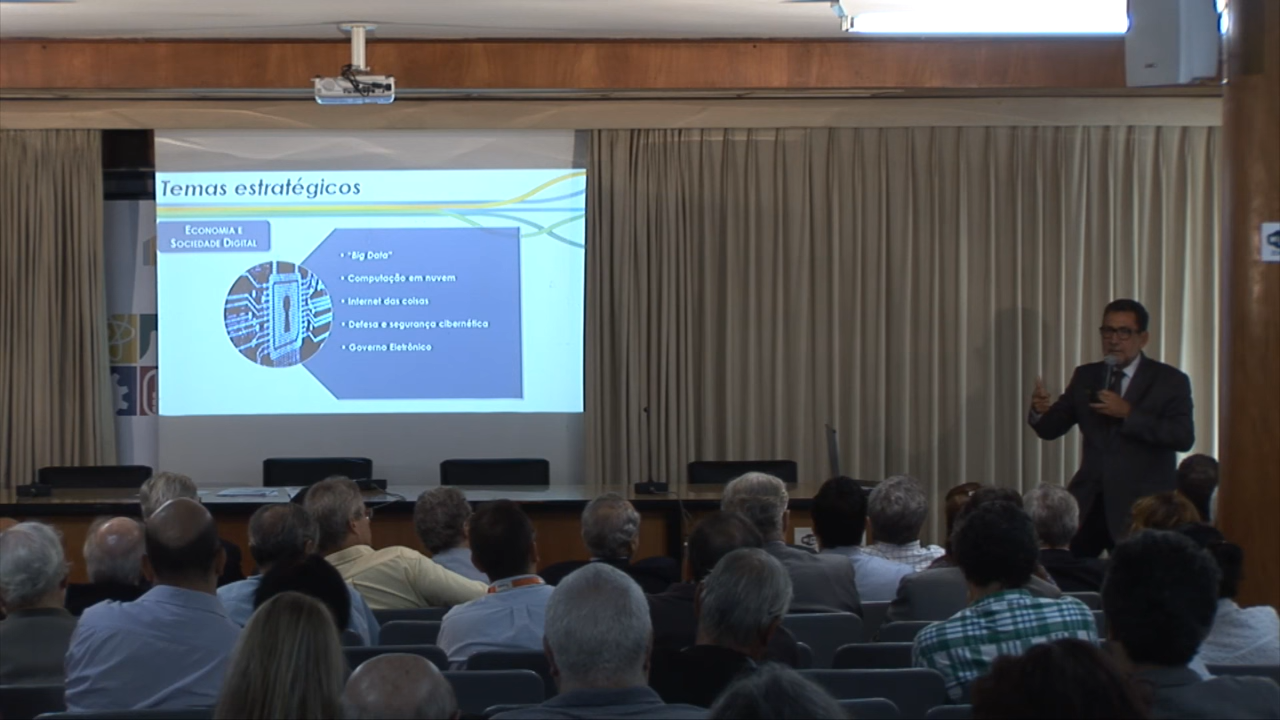 Temas estratégicos
ECONOMIA E
SOCIEDADE DIGITAL
• "Big Data"
• Computação em nuvem
• Internet das coisas
• Defesa e segurança cibernética
• Governo Eletrônico